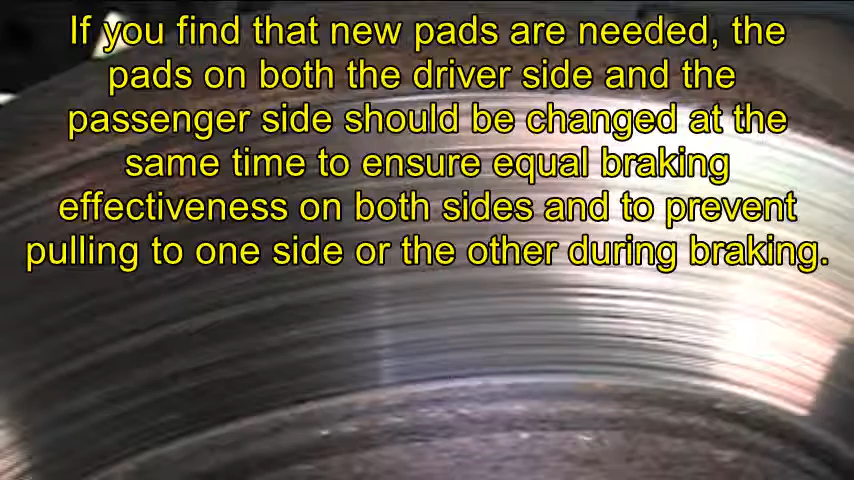 If you find that new pads are needed, the
pads on both the driver side and the
passenger side should be changed at the
same time to ensure equal braking
effectiveness on both sides and to prevent
pulling to one side or the other during braking.